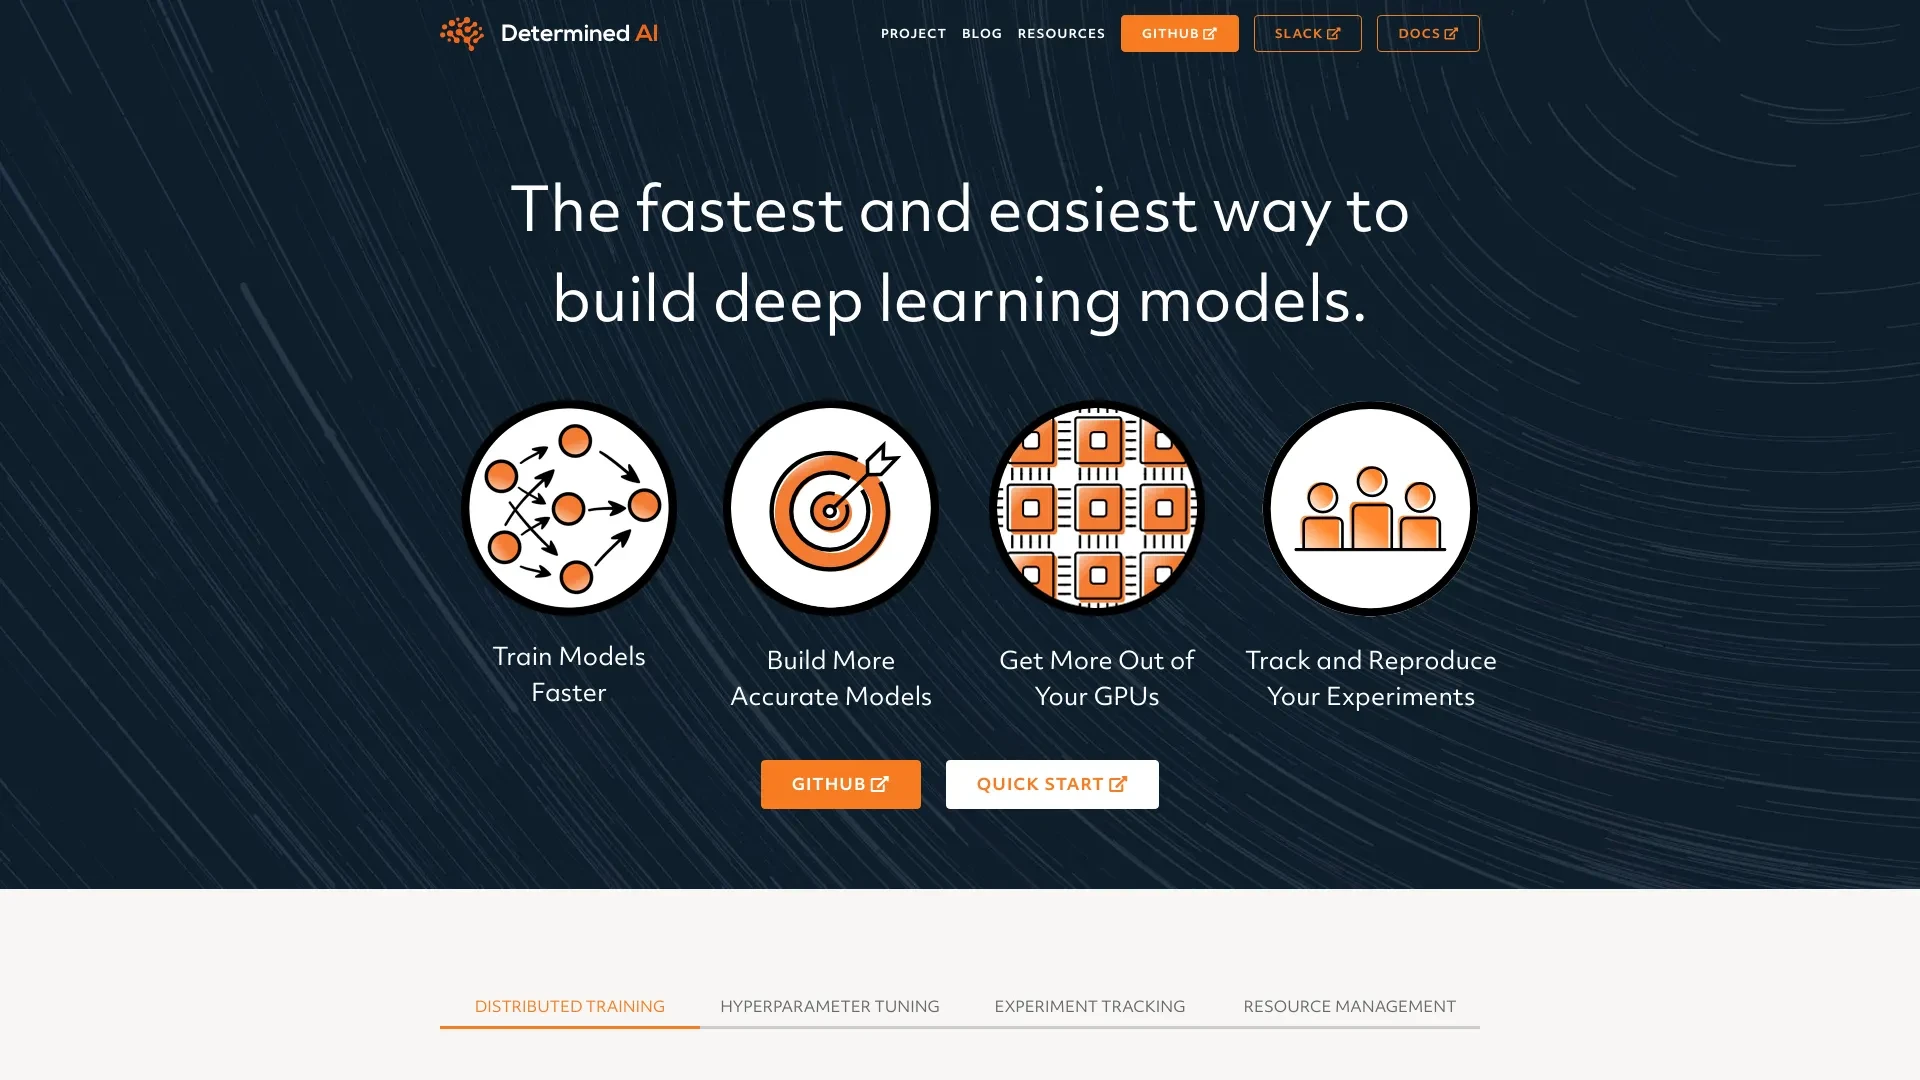 Determined AI
PROJECT
BLOG
RESOURCES
GITHUB
SLACK
DOCS
The fastest and easiest way to
build deep learning models.
Train Models
Faster
Build More
Accurate Models
Get More Out of
Your GPUs
Track and Reproduce
Your Experiments
GITHUB
QUICK START
DISTRIBUTED TRAINING
HYPERPARAMETER TUNING
EXPERIMENT TRACKING
RESOURCE MANAGEMENT